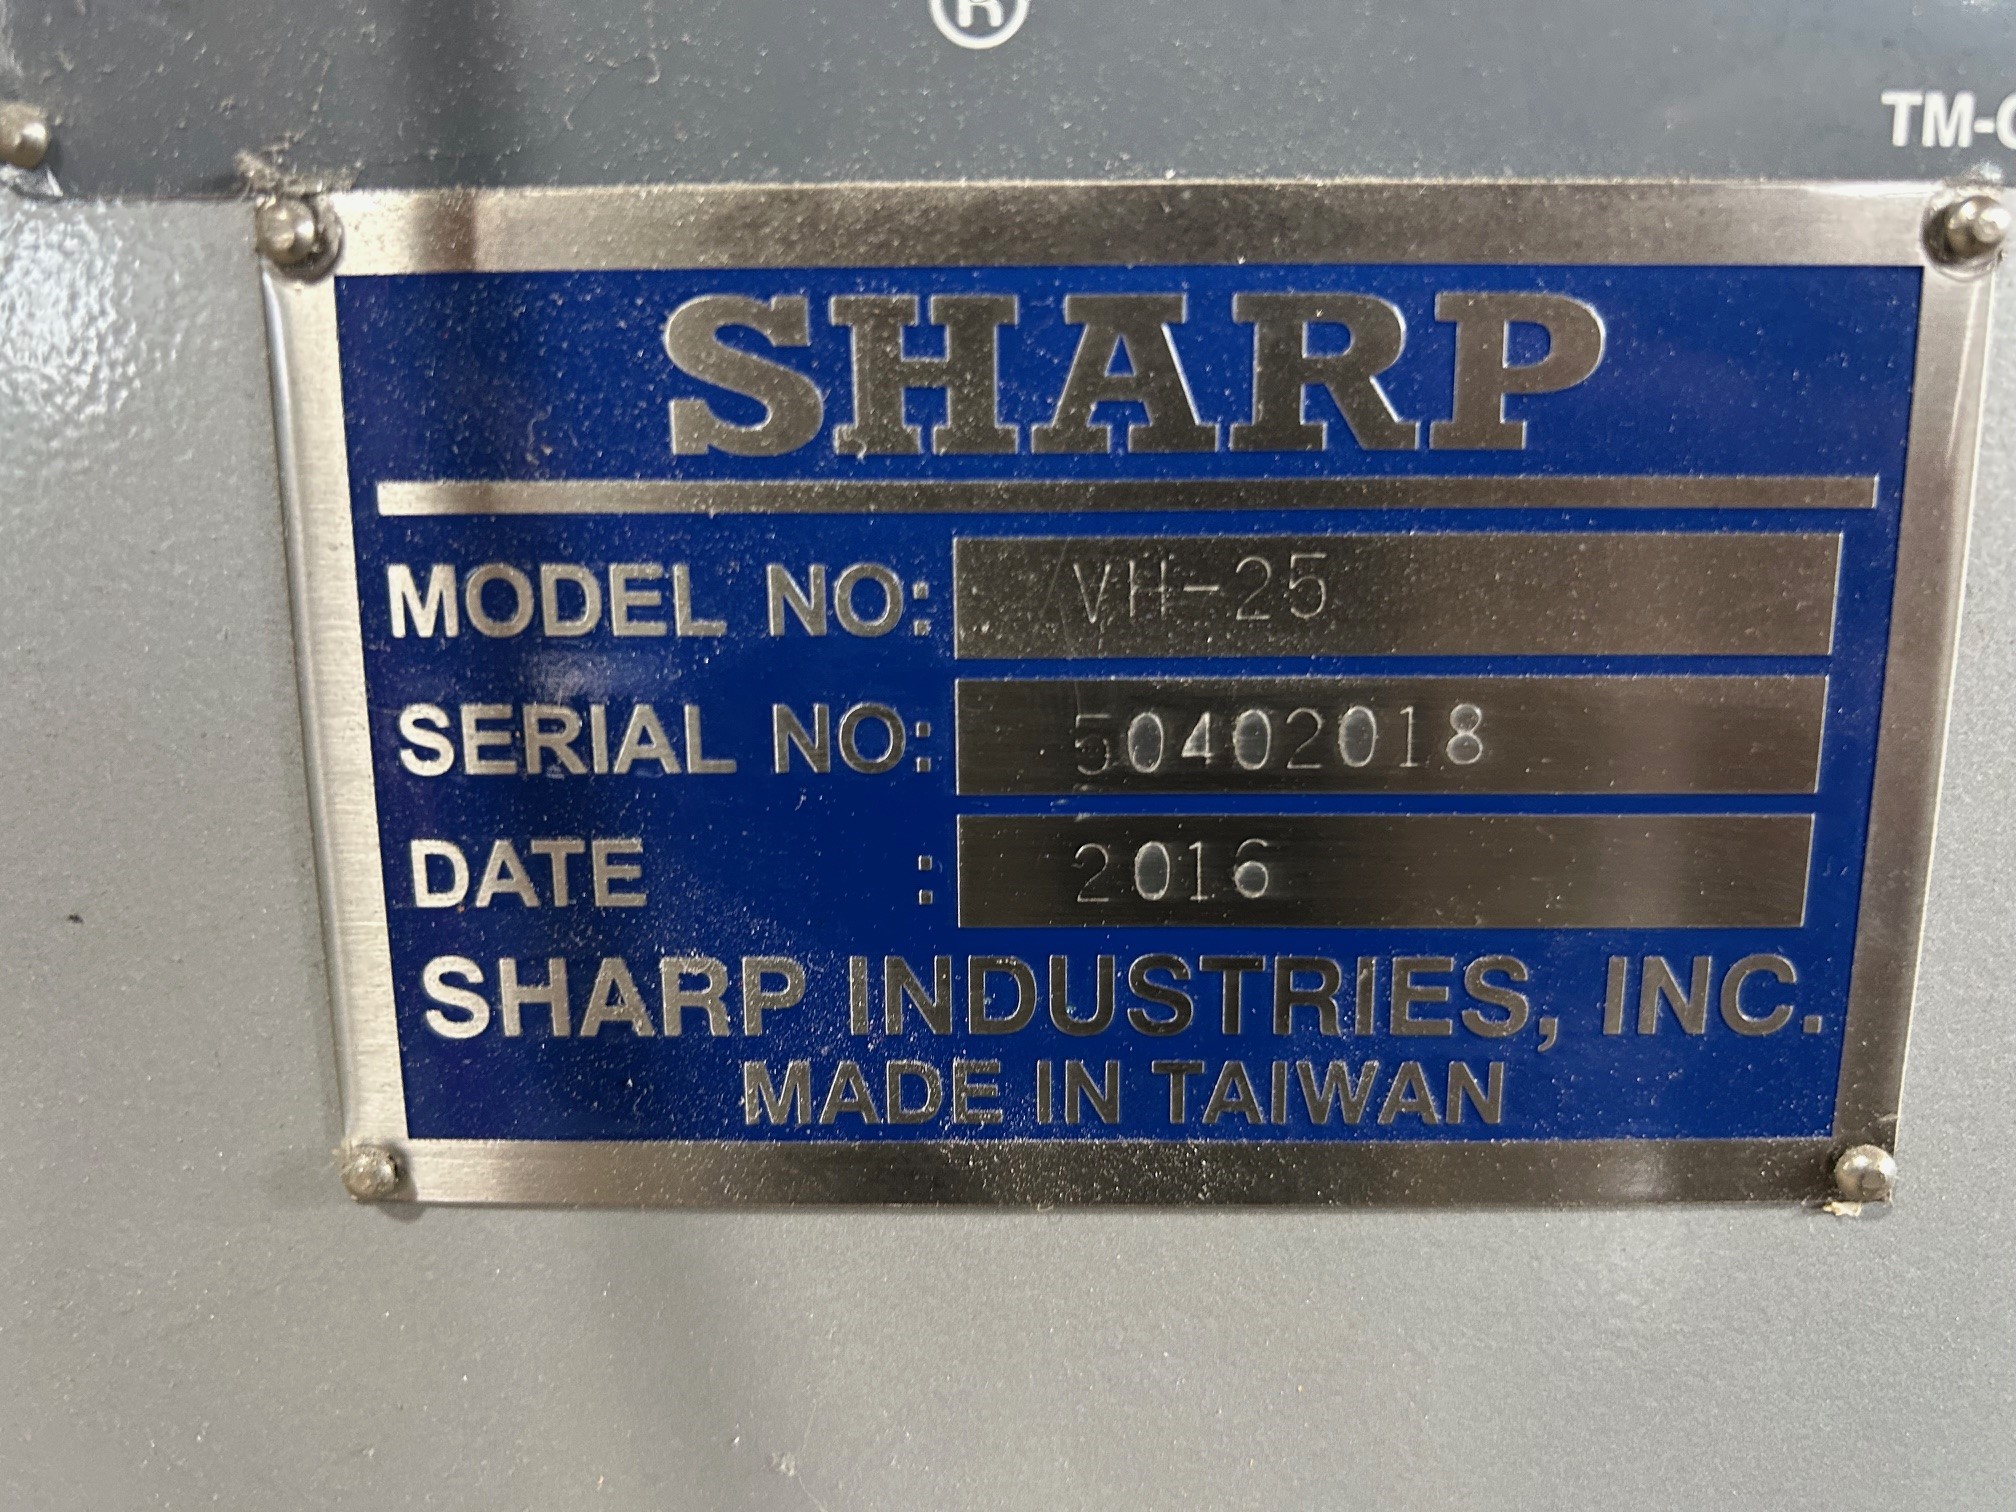 ®
TM-
SHARP
MODEL NO: VH-25
SERIAL NO: 50402018
DATE : 2016
SHARP INDUSTRIES, INC.
MADE IN TAIWAN